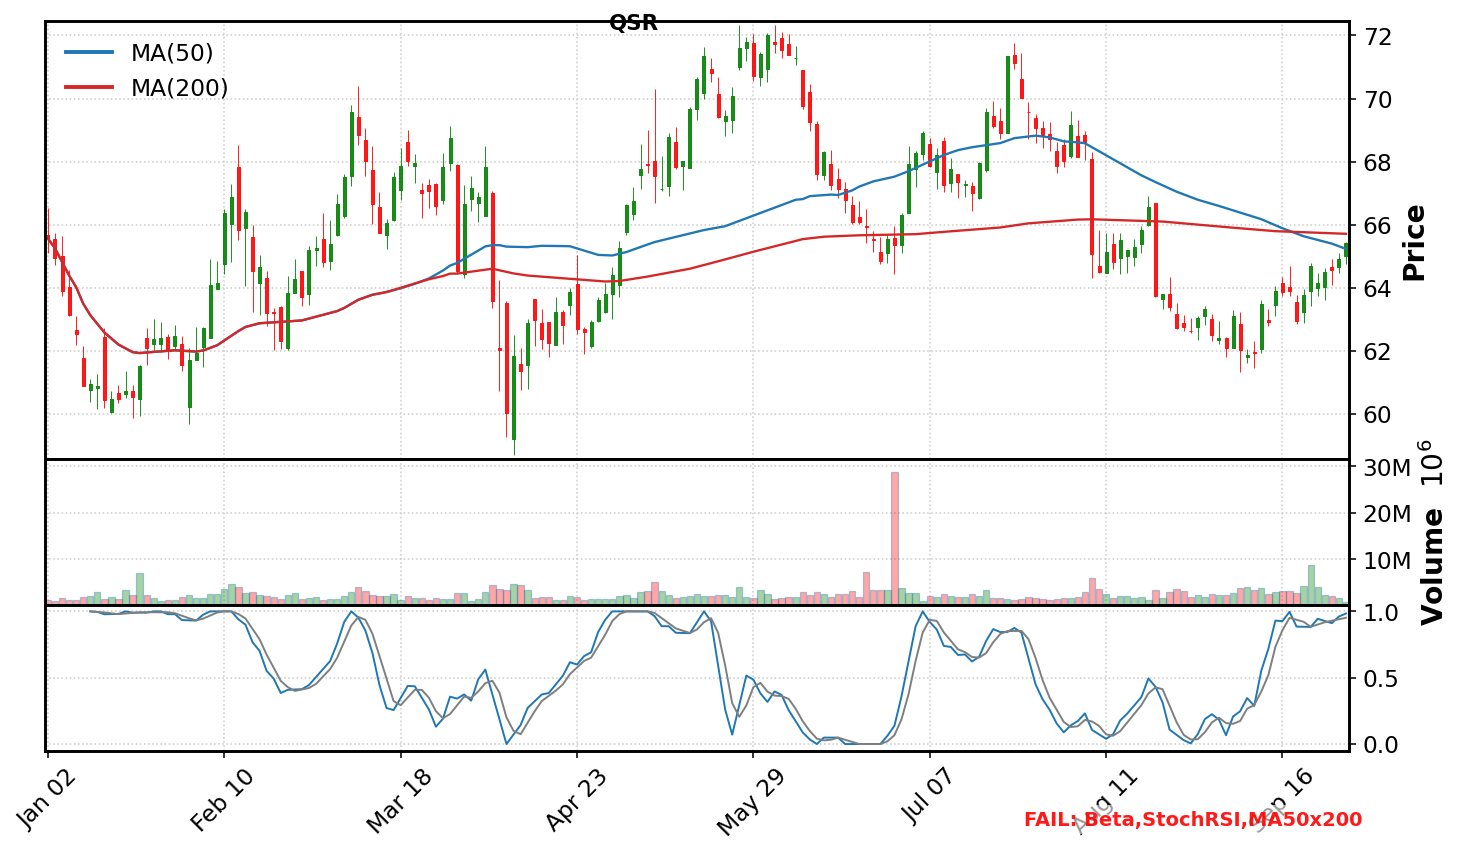 QSR
MA(50)
MA(200)
72
70
68
66
64
62
60
Price
30M
20M
10M
Volume 10^6
1.0
0.5
0.0
Jan 02
Feb 10
Mar 18
Apr 23
May 29
Jul 07
Aug 11
Sep 16
FAIL: Beta,StochRSI,MA50x200